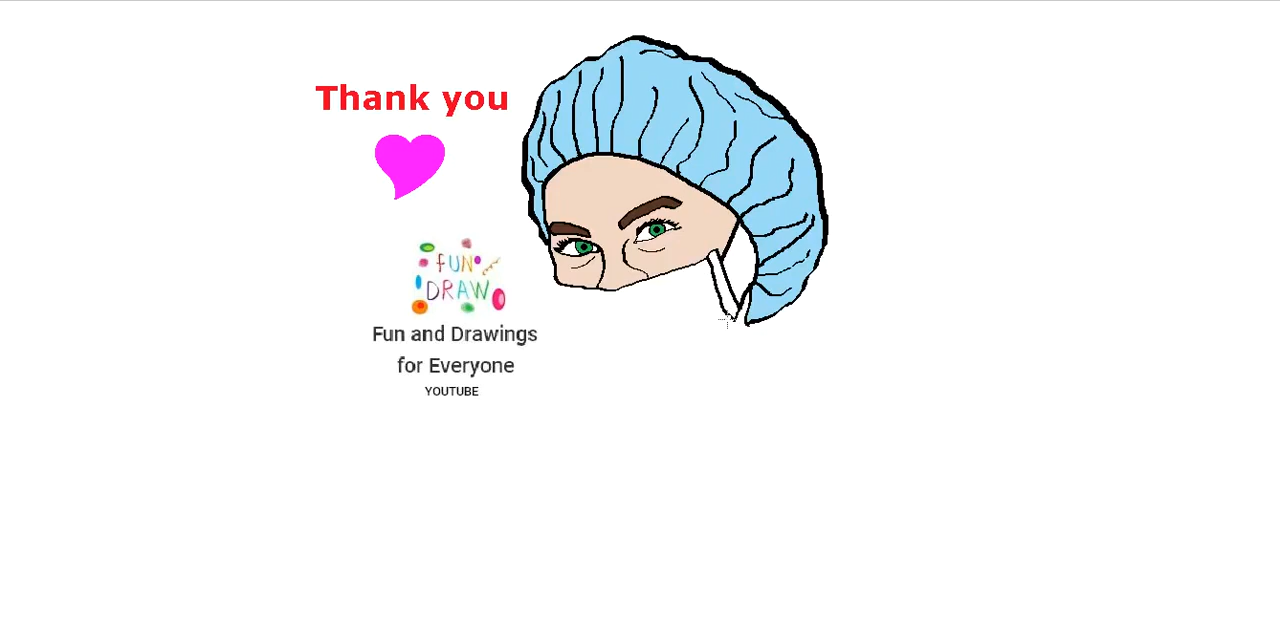 Thank you
FUN
DRAW
Fun and Drawings
for Everyone
YOUTUBE